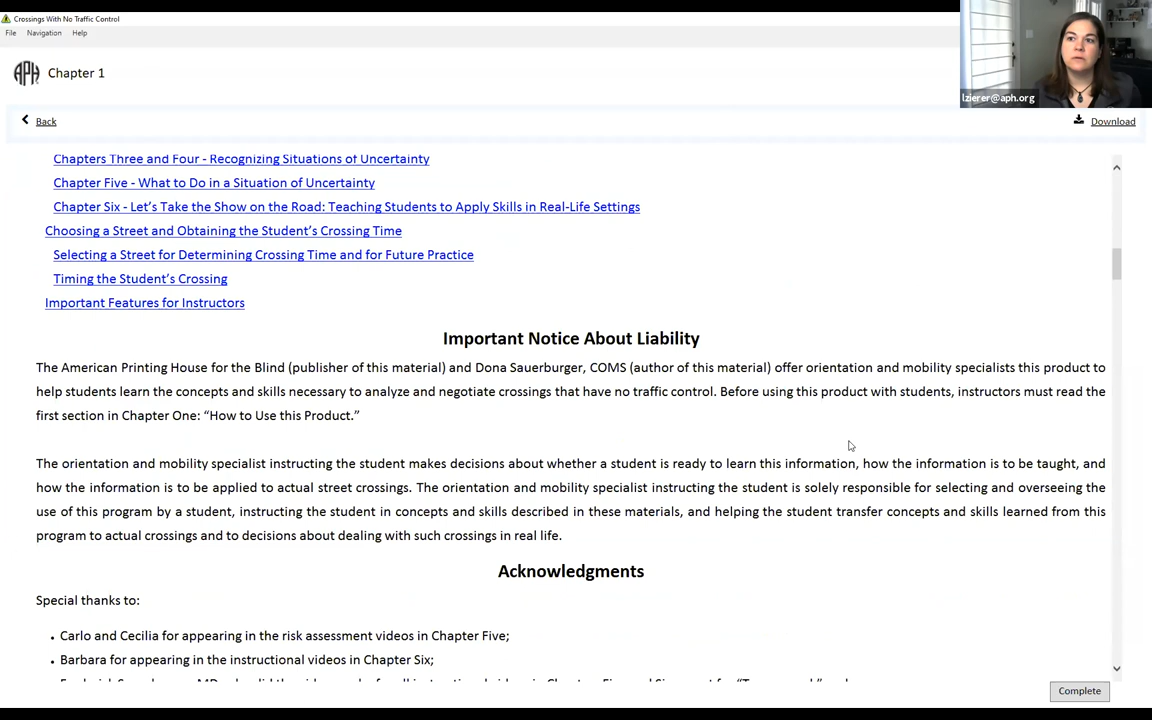 Crossings With No Traffic Control
File Navigation Help
APH Chapter 1
lzierer@aph.org
Back
Download
Chapters Three and Four - Recognizing Situations of Uncertainty
Chapter Five - What to Do in a Situation of Uncertainty
Chapter Six - Let’s Take the Show on the Road: Teaching Students to Apply Skills in Real-Life Settings
Choosing a Street and Obtaining the Student’s Crossing Time
Selecting a Street for Determining Crossing Time and for Future Practice
Timing the Student’s Crossing
Important Features for Instructors
Important Notice About Liability
The American Printing House for the Blind (publisher of this material) and Dona Sauerburger, COMS (author of this material) offer orientation and mobility specialists this product to
help students learn the concepts and skills necessary to analyze and negotiate crossings that have no traffic control. Before using this product with students, instructors must read the
first section in Chapter One: “How to Use this Product.”
The orientation and mobility specialist instructing the student makes decisions about whether a student is ready to learn this information, how the information is to be taught, and
how the information is to be applied to actual street crossings. The orientation and mobility specialist instructing the student is solely responsible for selecting and overseeing the
use of this program by a student, instructing the student in concepts and skills described in these materials, and helping the student transfer concepts and skills learned from this
program to actual crossings and to decisions about dealing with such crossings in real life.
Acknowledgments
Special thanks to:
• Carlo and Cecilia for appearing in the risk assessment videos in Chapter Five;
• Barbara for appearing in the instructional videos in Chapter Six;
Complete